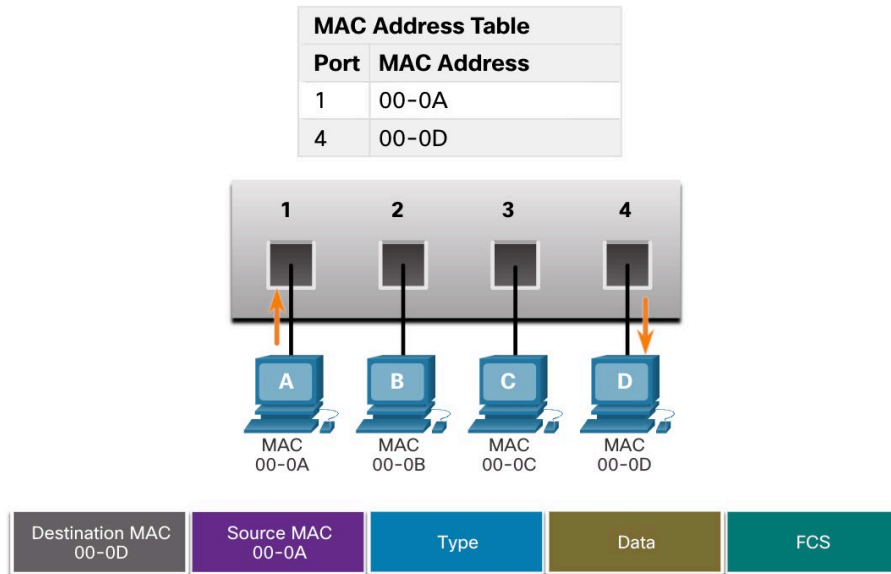 MAC Address Table
Port MAC Address
1 00-0A
4 00-0D
1 2 3 4
A B C D
MAC MAC MAC MAC
00-0A 00-0B 00-0C 00-0D
Destination MAC
00-0D
Source MAC
00-0A
Type
Data
FCS